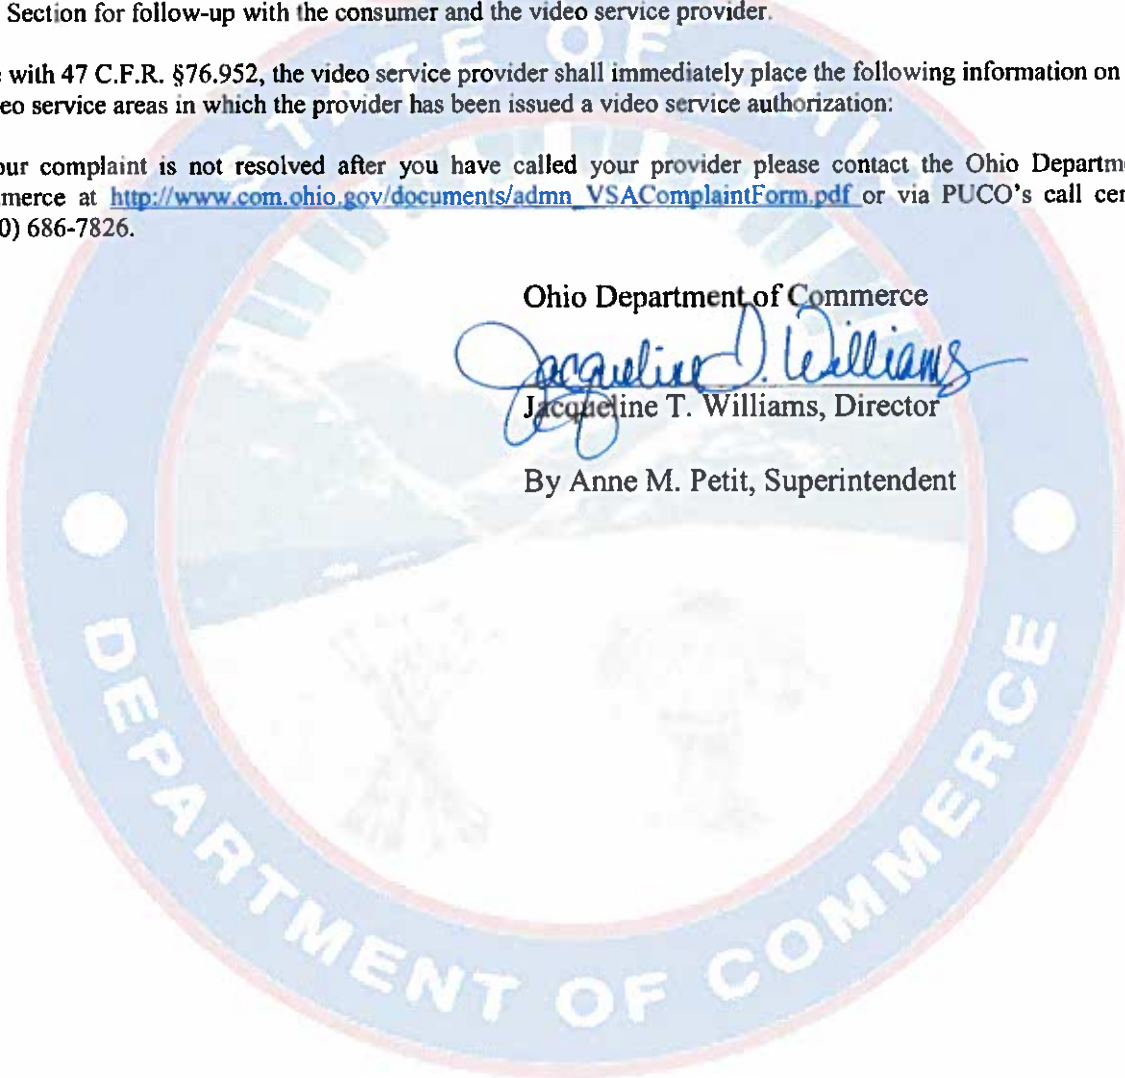 Section for follow-up with the consumer and the video service provider.
with 47 C.F.R. §76.952, the video service provider shall immediately place the following information on
eo service areas in which the provider has been issued a video service authorization:
our complaint is not resolved after you have called your provider please contact the Ohio Departm
merce at http://www.com.ohio.gov/documents/admn_VSAComplaintForm.pdf or via PUCO's call cen
0) 686-7826.
Ohio Department of Commerce
Jacqueline T. Williams
Jacqueline T. Williams, Director
By Anne M. Petit, Superintendent
STATE OF OHIO
DEPARTMENT OF COMMERCE